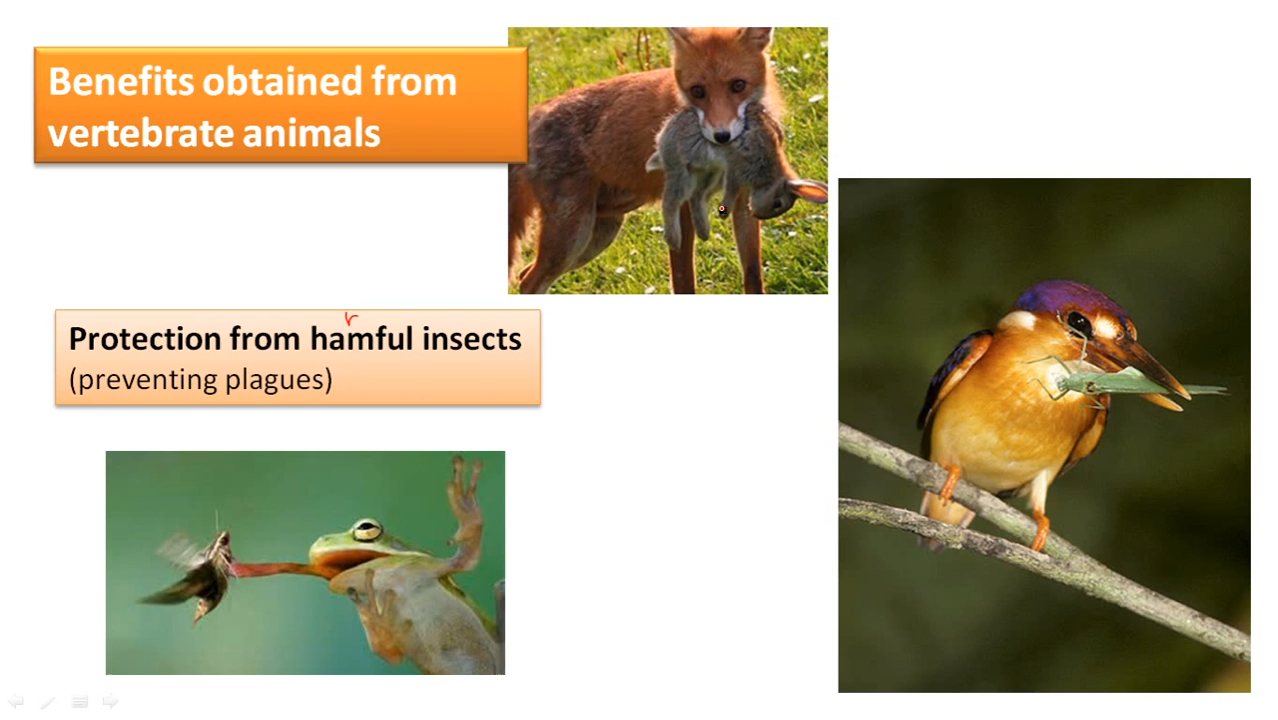 Benefits obtained from
vertebrate animals
r
Protection from hamful insects
(preventing plagues)